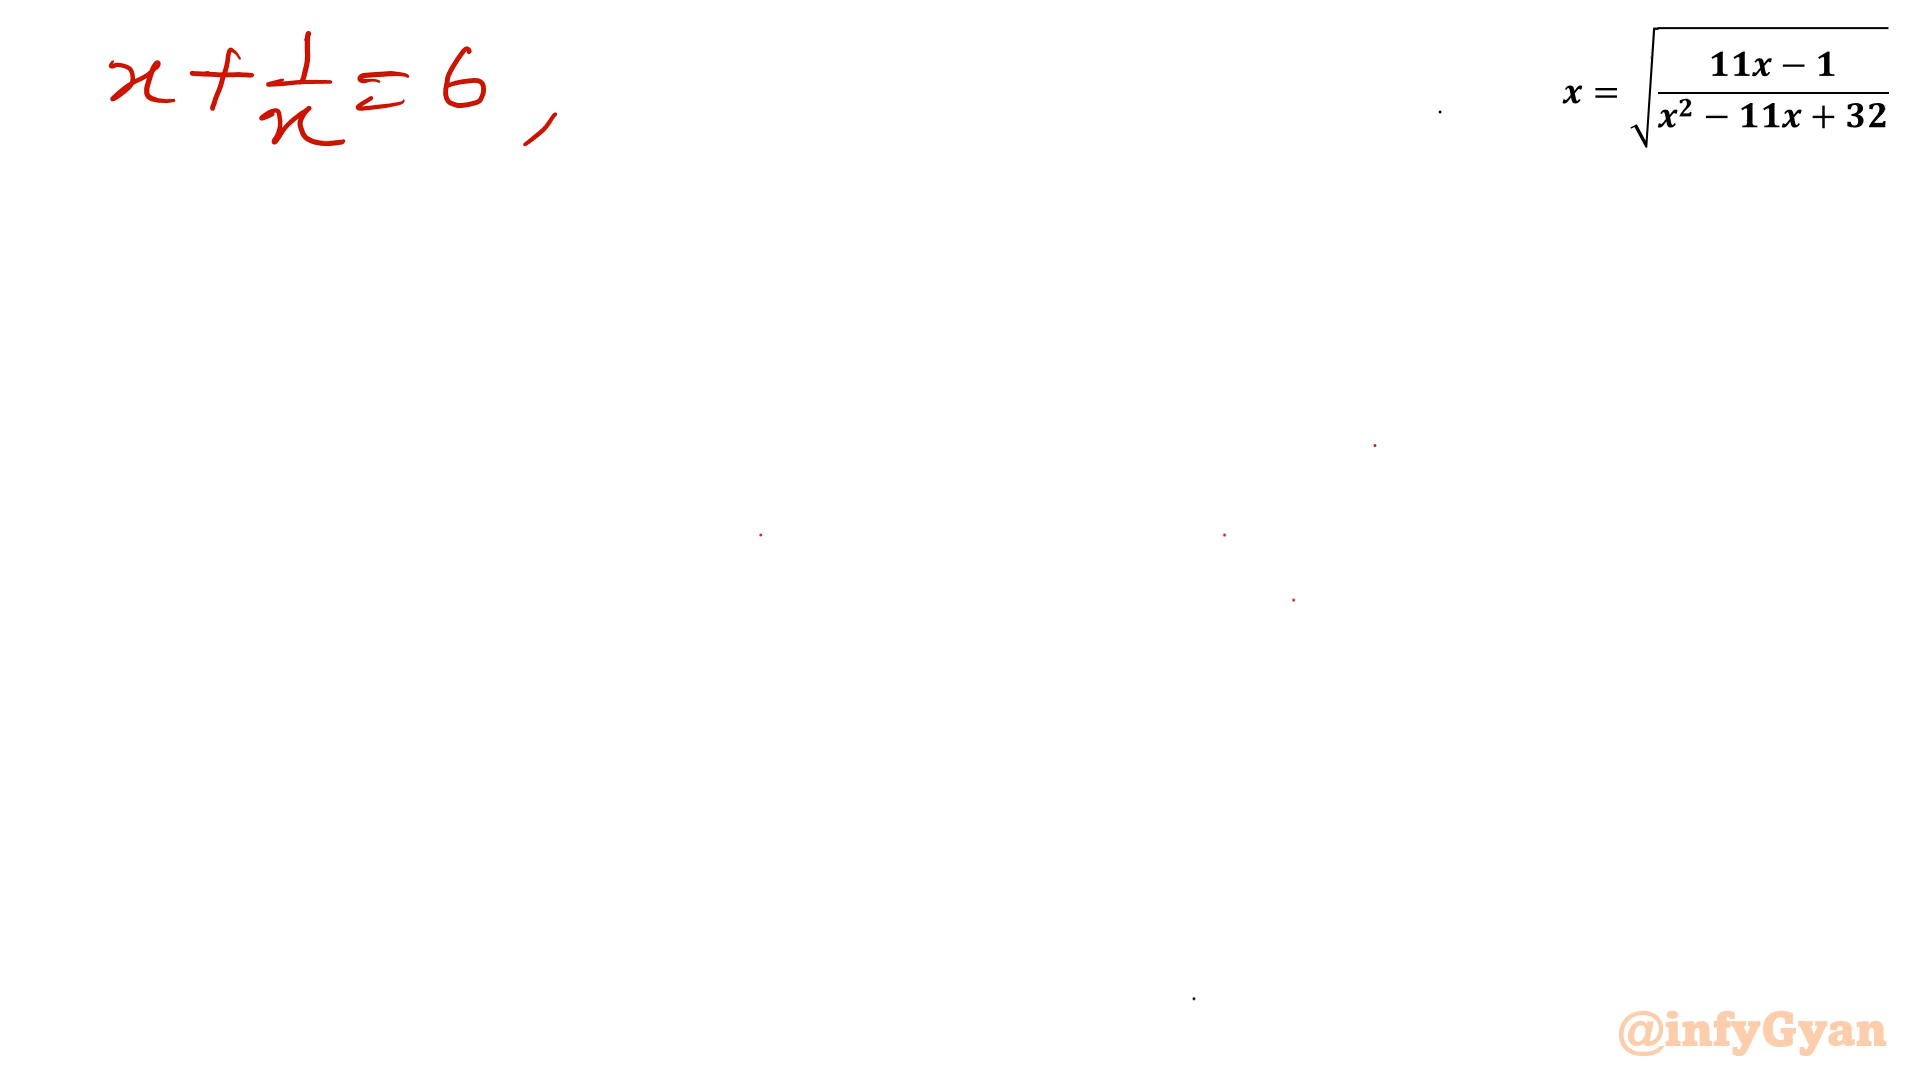 x + 1/x = 6 ,
x = √((11x − 1)/(x² − 11x + 32))
@infyGyan